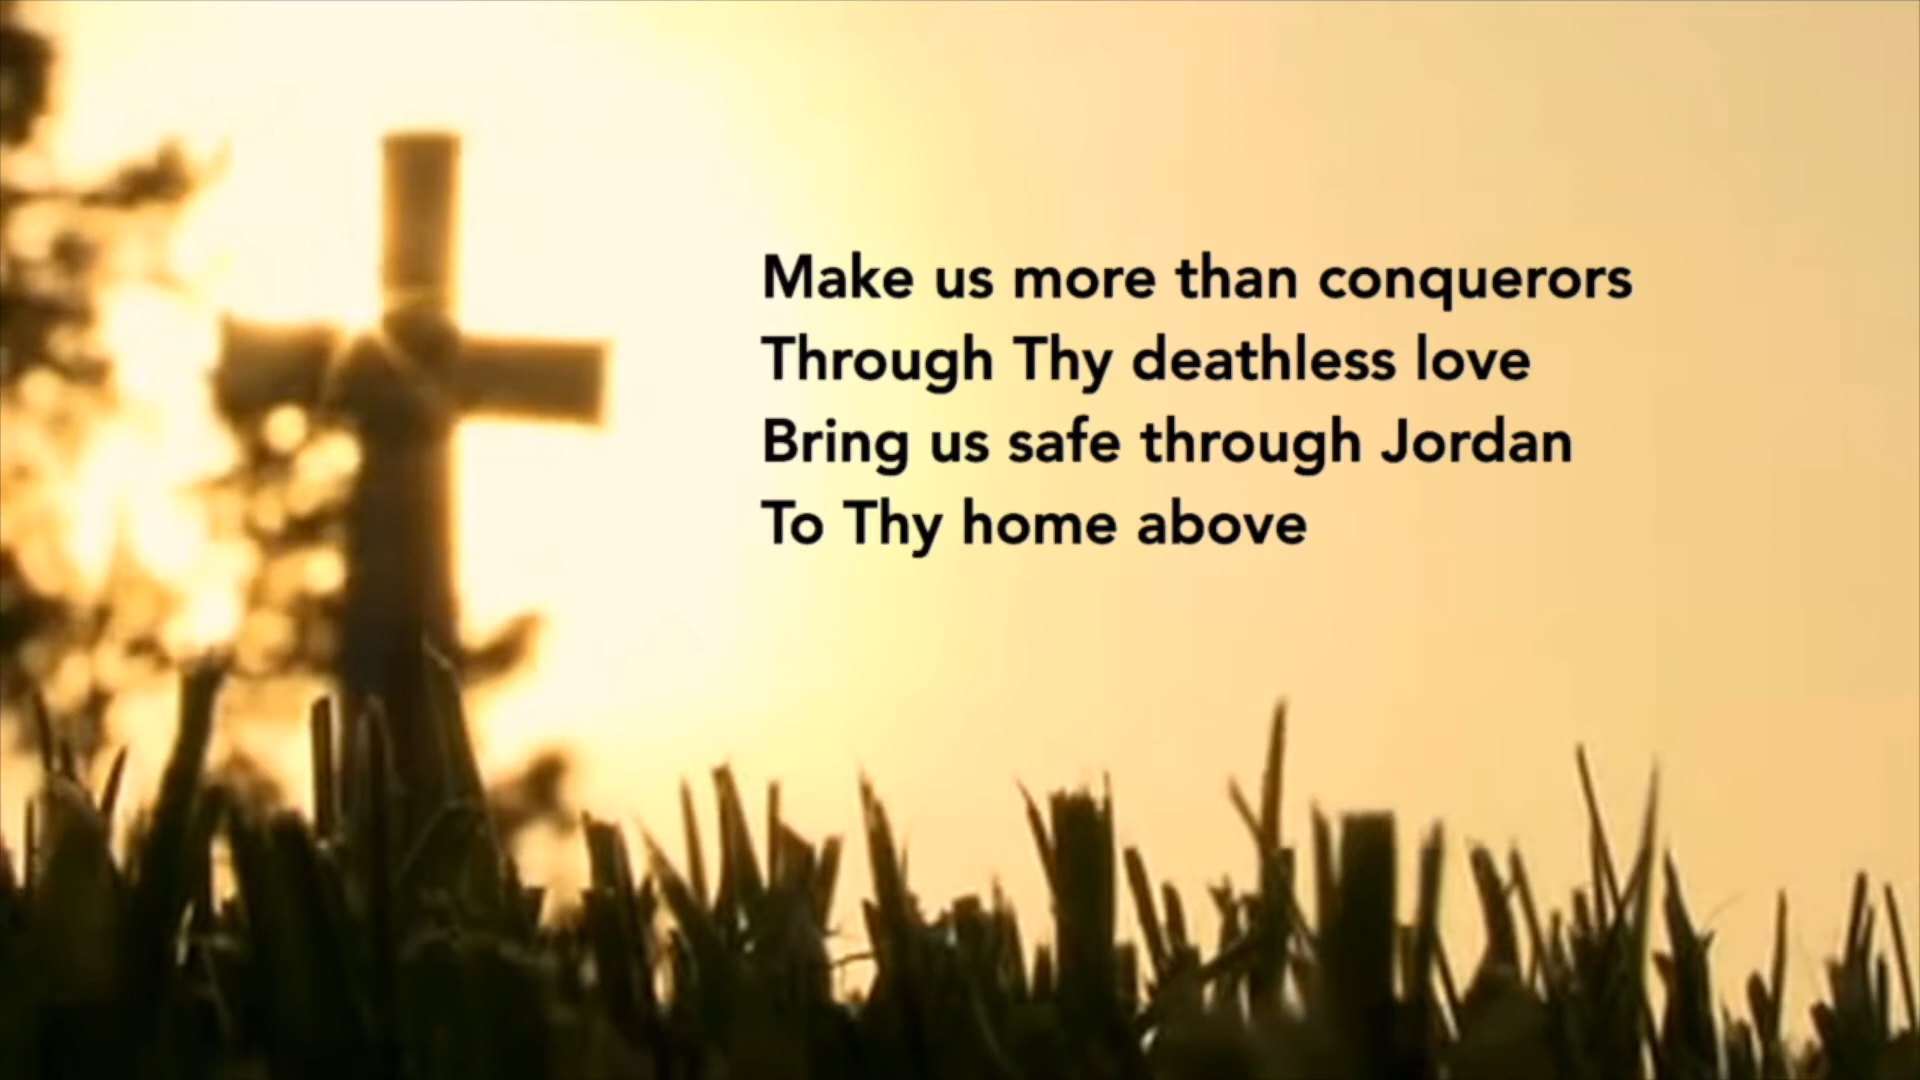 Make us more than conquerors
Through Thy deathless love
Bring us safe through Jordan
To Thy home above